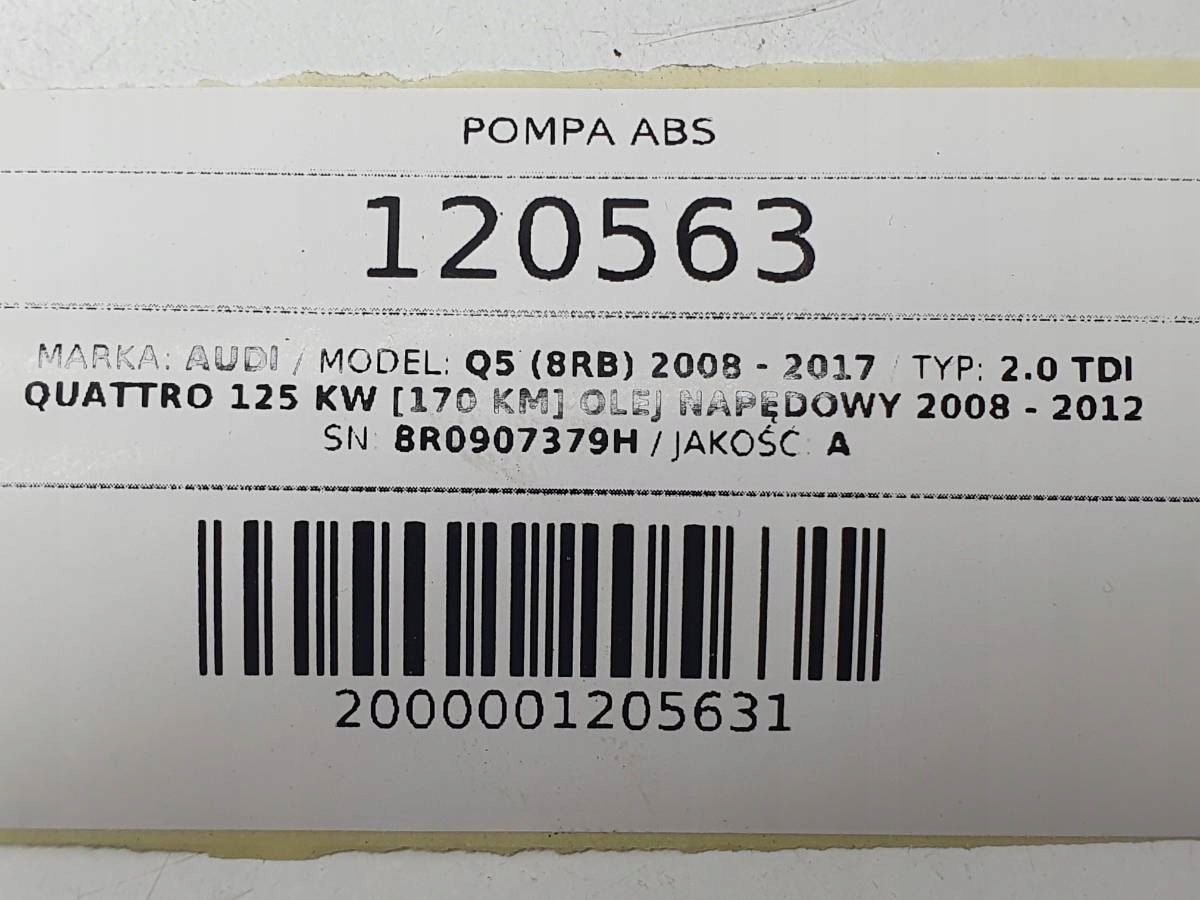 POMPA ABS
120563
MARKA: AUDI / MODEL: Q5 (8RB) 2008 - 2017 / TYP: 2.0 TDI
QUATTRO 125 KW [170 KM] OLEJ NAPĘDOWY 2008 - 2012
SN: 8R0907379H / JAKOŚĆ: A
2000001205631